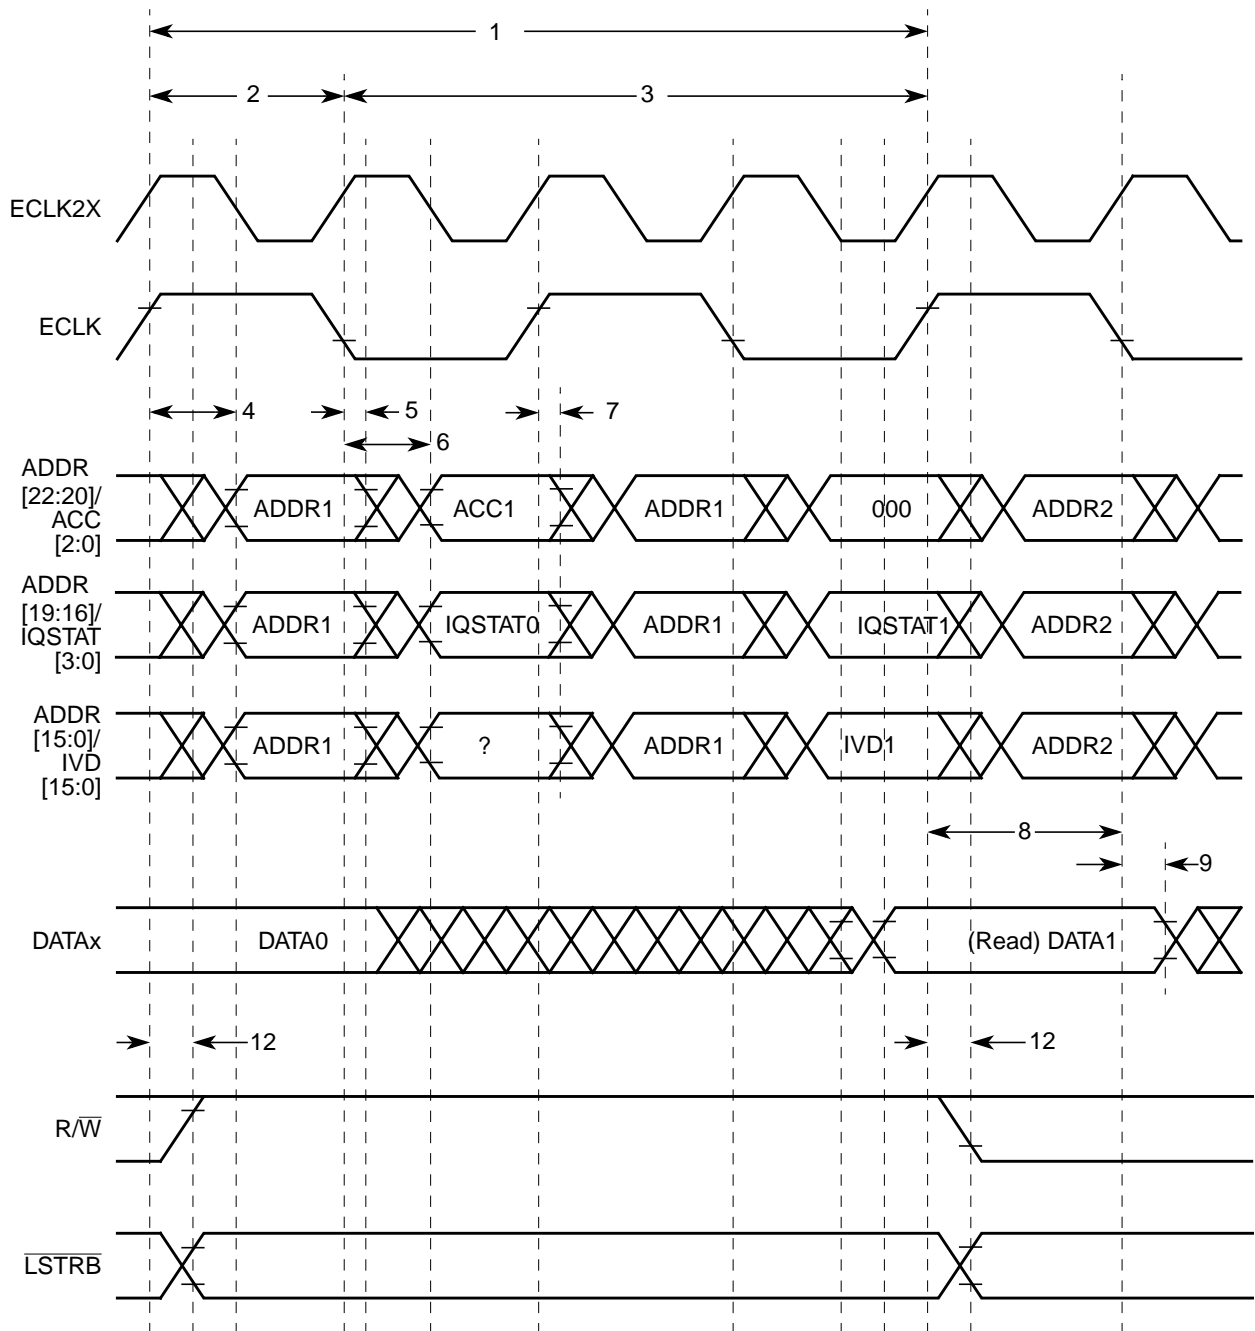 1
2 3
ECLK2X
ECLK
4 5 7
6
ADDR
[22:20]/
ACC
[2:0]
ADDR1 ACC1 ADDR1 000 ADDR2
ADDR
[19:16]/
IQSTAT
[3:0]
ADDR1 IQSTAT0 ADDR1 IQSTAT1 ADDR2
ADDR
[15:0]/
IVD
[15:0]
ADDR1 ? ADDR1 IVD1 ADDR2
8
9
DATAx DATA0 (Read) DATA1
12 12
R/W̅
L̅S̅T̅R̅B̅